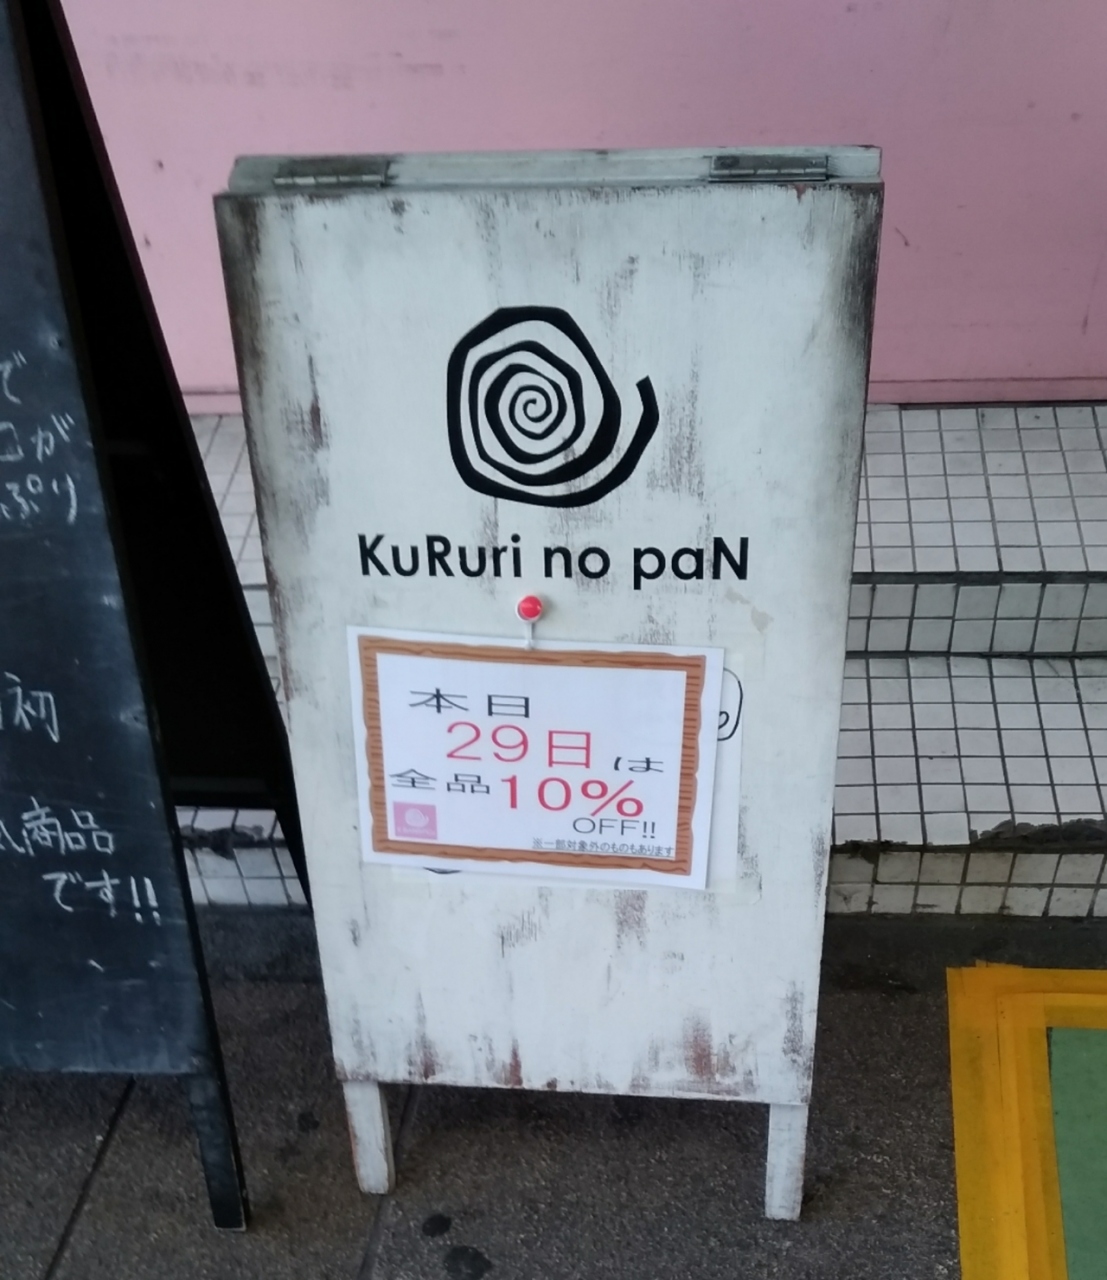 で
コが
ぷり
初
商品
です!!
KuRuri no paN
本日
29日は
全品10%
OFF!!
※一部対象外のものもあります